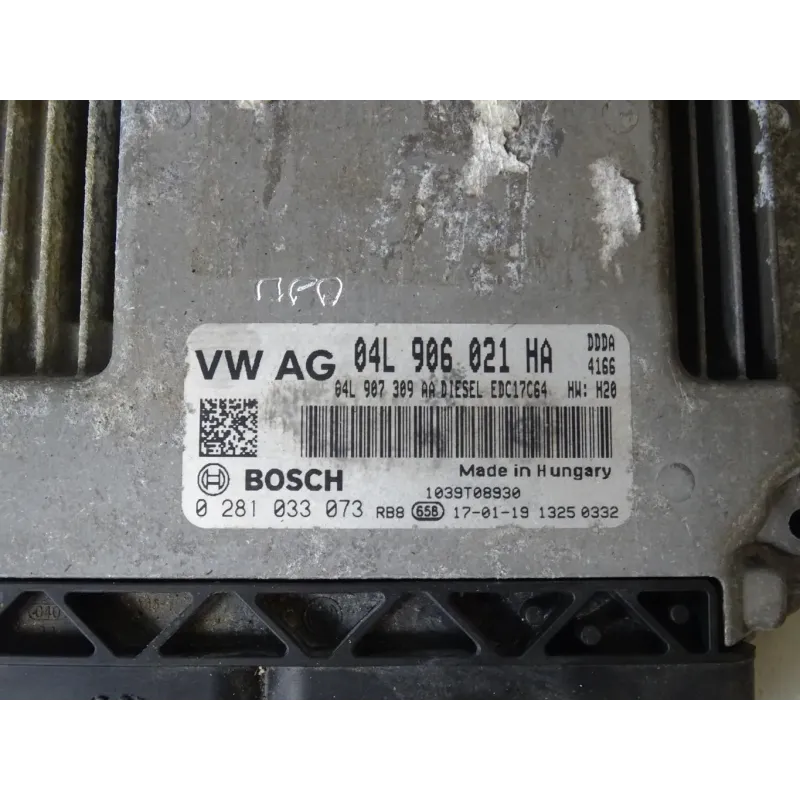 VW AG 04L 906 021 HA DDDA
4166
04L 907 309 AA DIESEL EDC17C64 HW: H20
Made in Hungary
BOSCH
1039T08930
0 281 033 073 RB8 65B 17-01-19 1325 0332